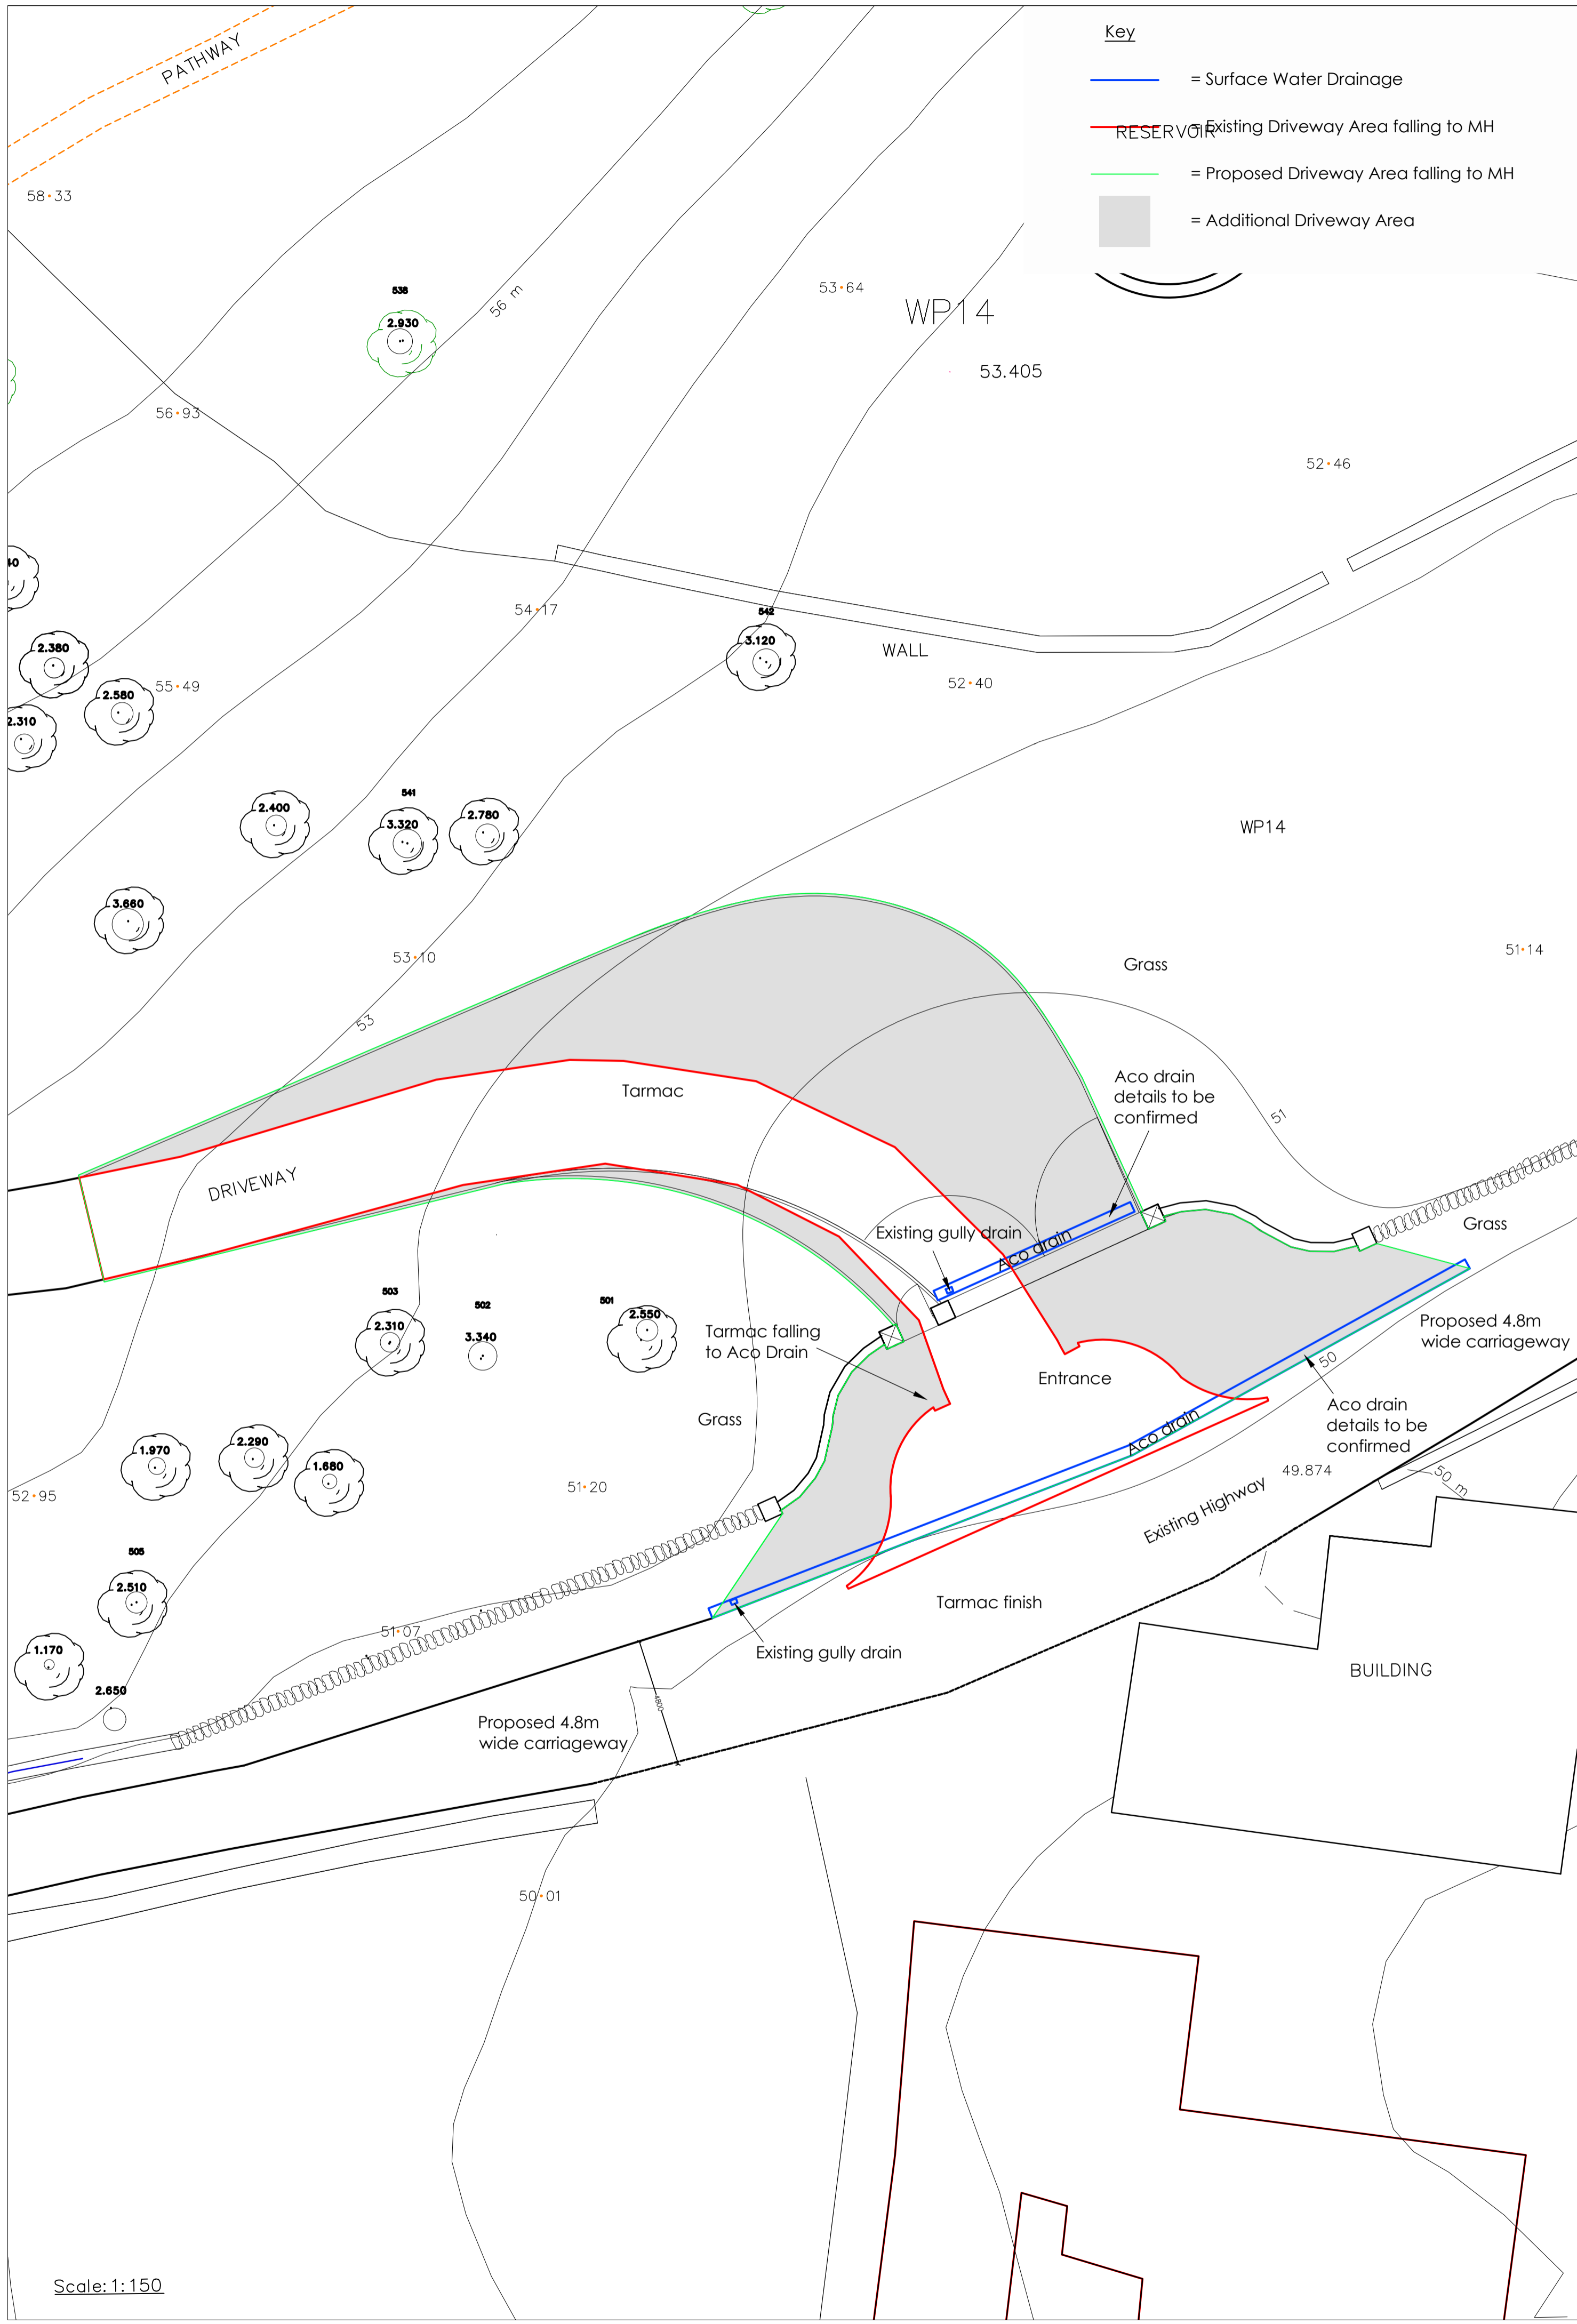 Key
= Surface Water Drainage
= Existing Driveway Area falling to MH
RESERVOIR
= Proposed Driveway Area falling to MH
= Additional Driveway Area
PATHWAY
58•33
538
2.930
56 m
53•64
WP14
53.405
56•93
52•46
54•17
542
3.120
WALL
52•40
2.380
55•49
2.580
2.310
2.400
541
3.320
2.780
WP14
3.660
53•10
Grass
51•14
53
Tarmac
Aco drain
details to be
confirmed
51
DRIVEWAY
Existing gully drain
Aco drain
Grass
503
2.310
502
3.340
501
2.550
Tarmac falling
to Aco Drain
Proposed 4.8m
wide carriageway
50
Entrance
Grass
Aco drain
Aco drain
details to be
confirmed
1.970
2.290
1.680
52•95
51•20
49.874
50 m
Existing Highway
505
2.510
Tarmac finish
51•07
Existing gully drain
1.170
2.650
BUILDING
4800
Proposed 4.8m
wide carriageway
50•01
Scale: 1:150